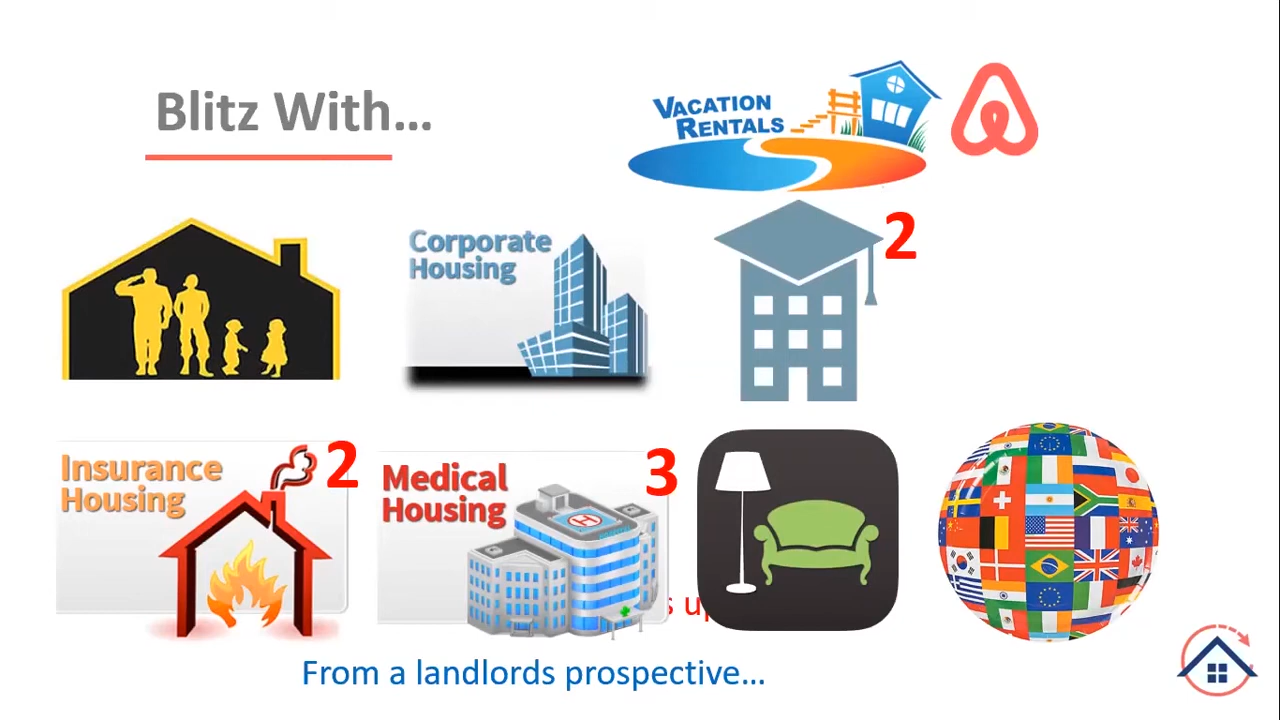 Blitz With...
VACATION
RENTALS
Corporate
Housing
2
Insurance
Housing
2
Medical
Housing
3
H
From a landlords prospective...